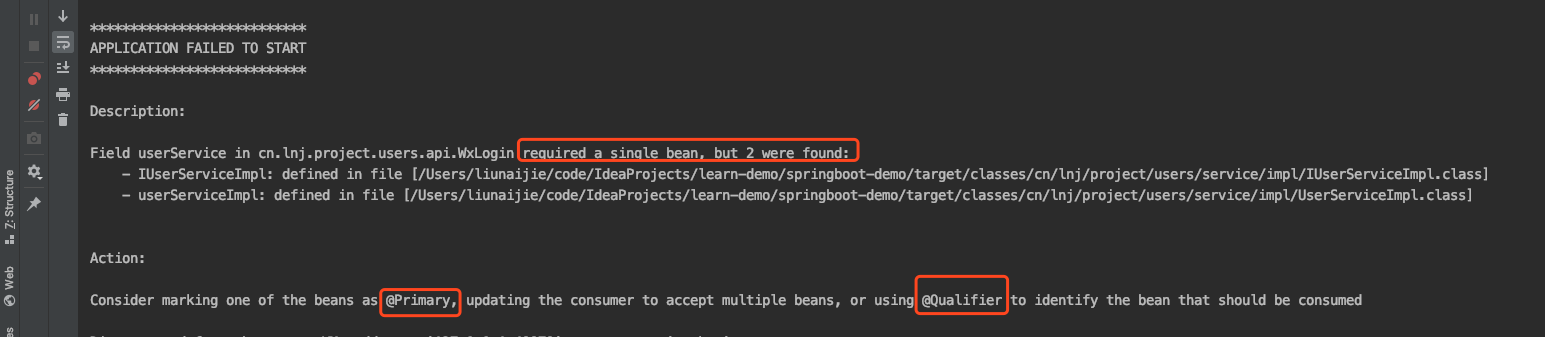 ***************************
APPLICATION FAILED TO START
***************************
Description:
Field userService in cn.lnj.project.users.api.WxLogin required a single bean, but 2 were found:
- IUserServiceImpl: defined in file [/Users/liunaijie/code/IdeaProjects/learn-demo/springboot-demo/target/classes/cn/lnj/project/users/service/impl/IUserServiceImpl.class]
- userServiceImpl: defined in file [/Users/liunaijie/code/IdeaProjects/learn-demo/springboot-demo/target/classes/cn/lnj/project/users/service/impl/UserServiceImpl.class]
Action:
Consider marking one of the beans as @Primary, updating the consumer to accept multiple beans, or using @Qualifier to identify the bean that should be consumed
Z: Structure
Web